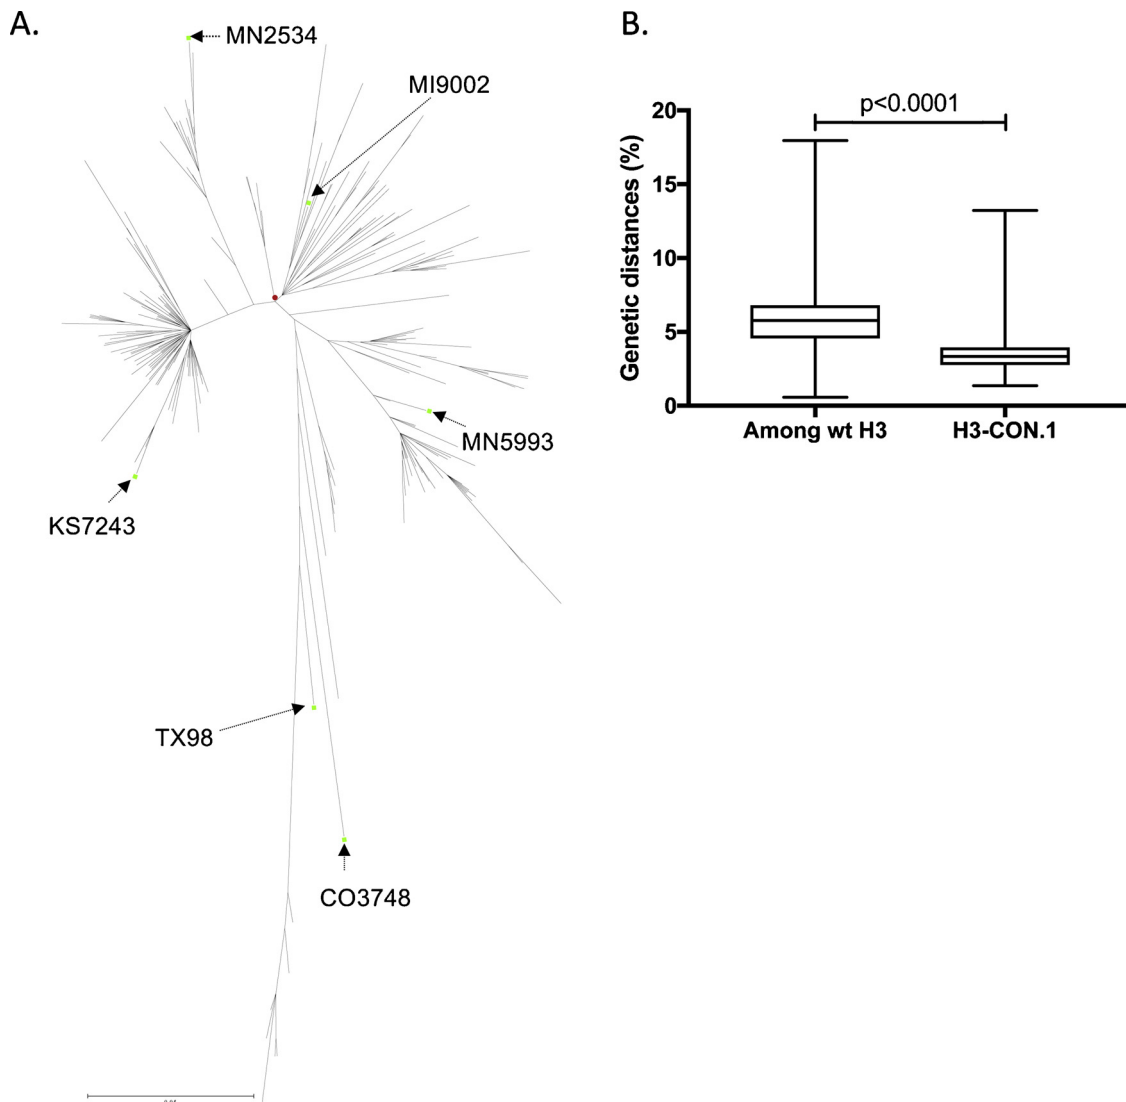 A.
MN2534
MI9002
MN5993
KS7243
TX98
CO3748
B.
p<0.0001
20
15
10
5
0
Genetic distances (%)
Among wt H3
H3-CON.1